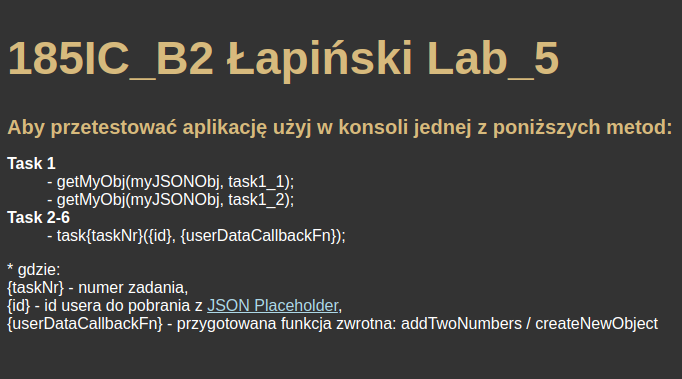 185IC_B2 Łapiński Lab_5
Aby przetestować aplikację użyj w konsoli jednej z poniższych metod:
Task 1
- getMyObj(myJSONObj, task1_1);
- getMyObj(myJSONObj, task1_2);
Task 2-6
- task{taskNr}({id}, {userDataCallbackFn});
* gdzie:
{taskNr} - numer zadania,
{id} - id usera do pobrania z JSON Placeholder,
{userDataCallbackFn} - przygotowana funkcja zwrotna: addTwoNumbers / createNewObject